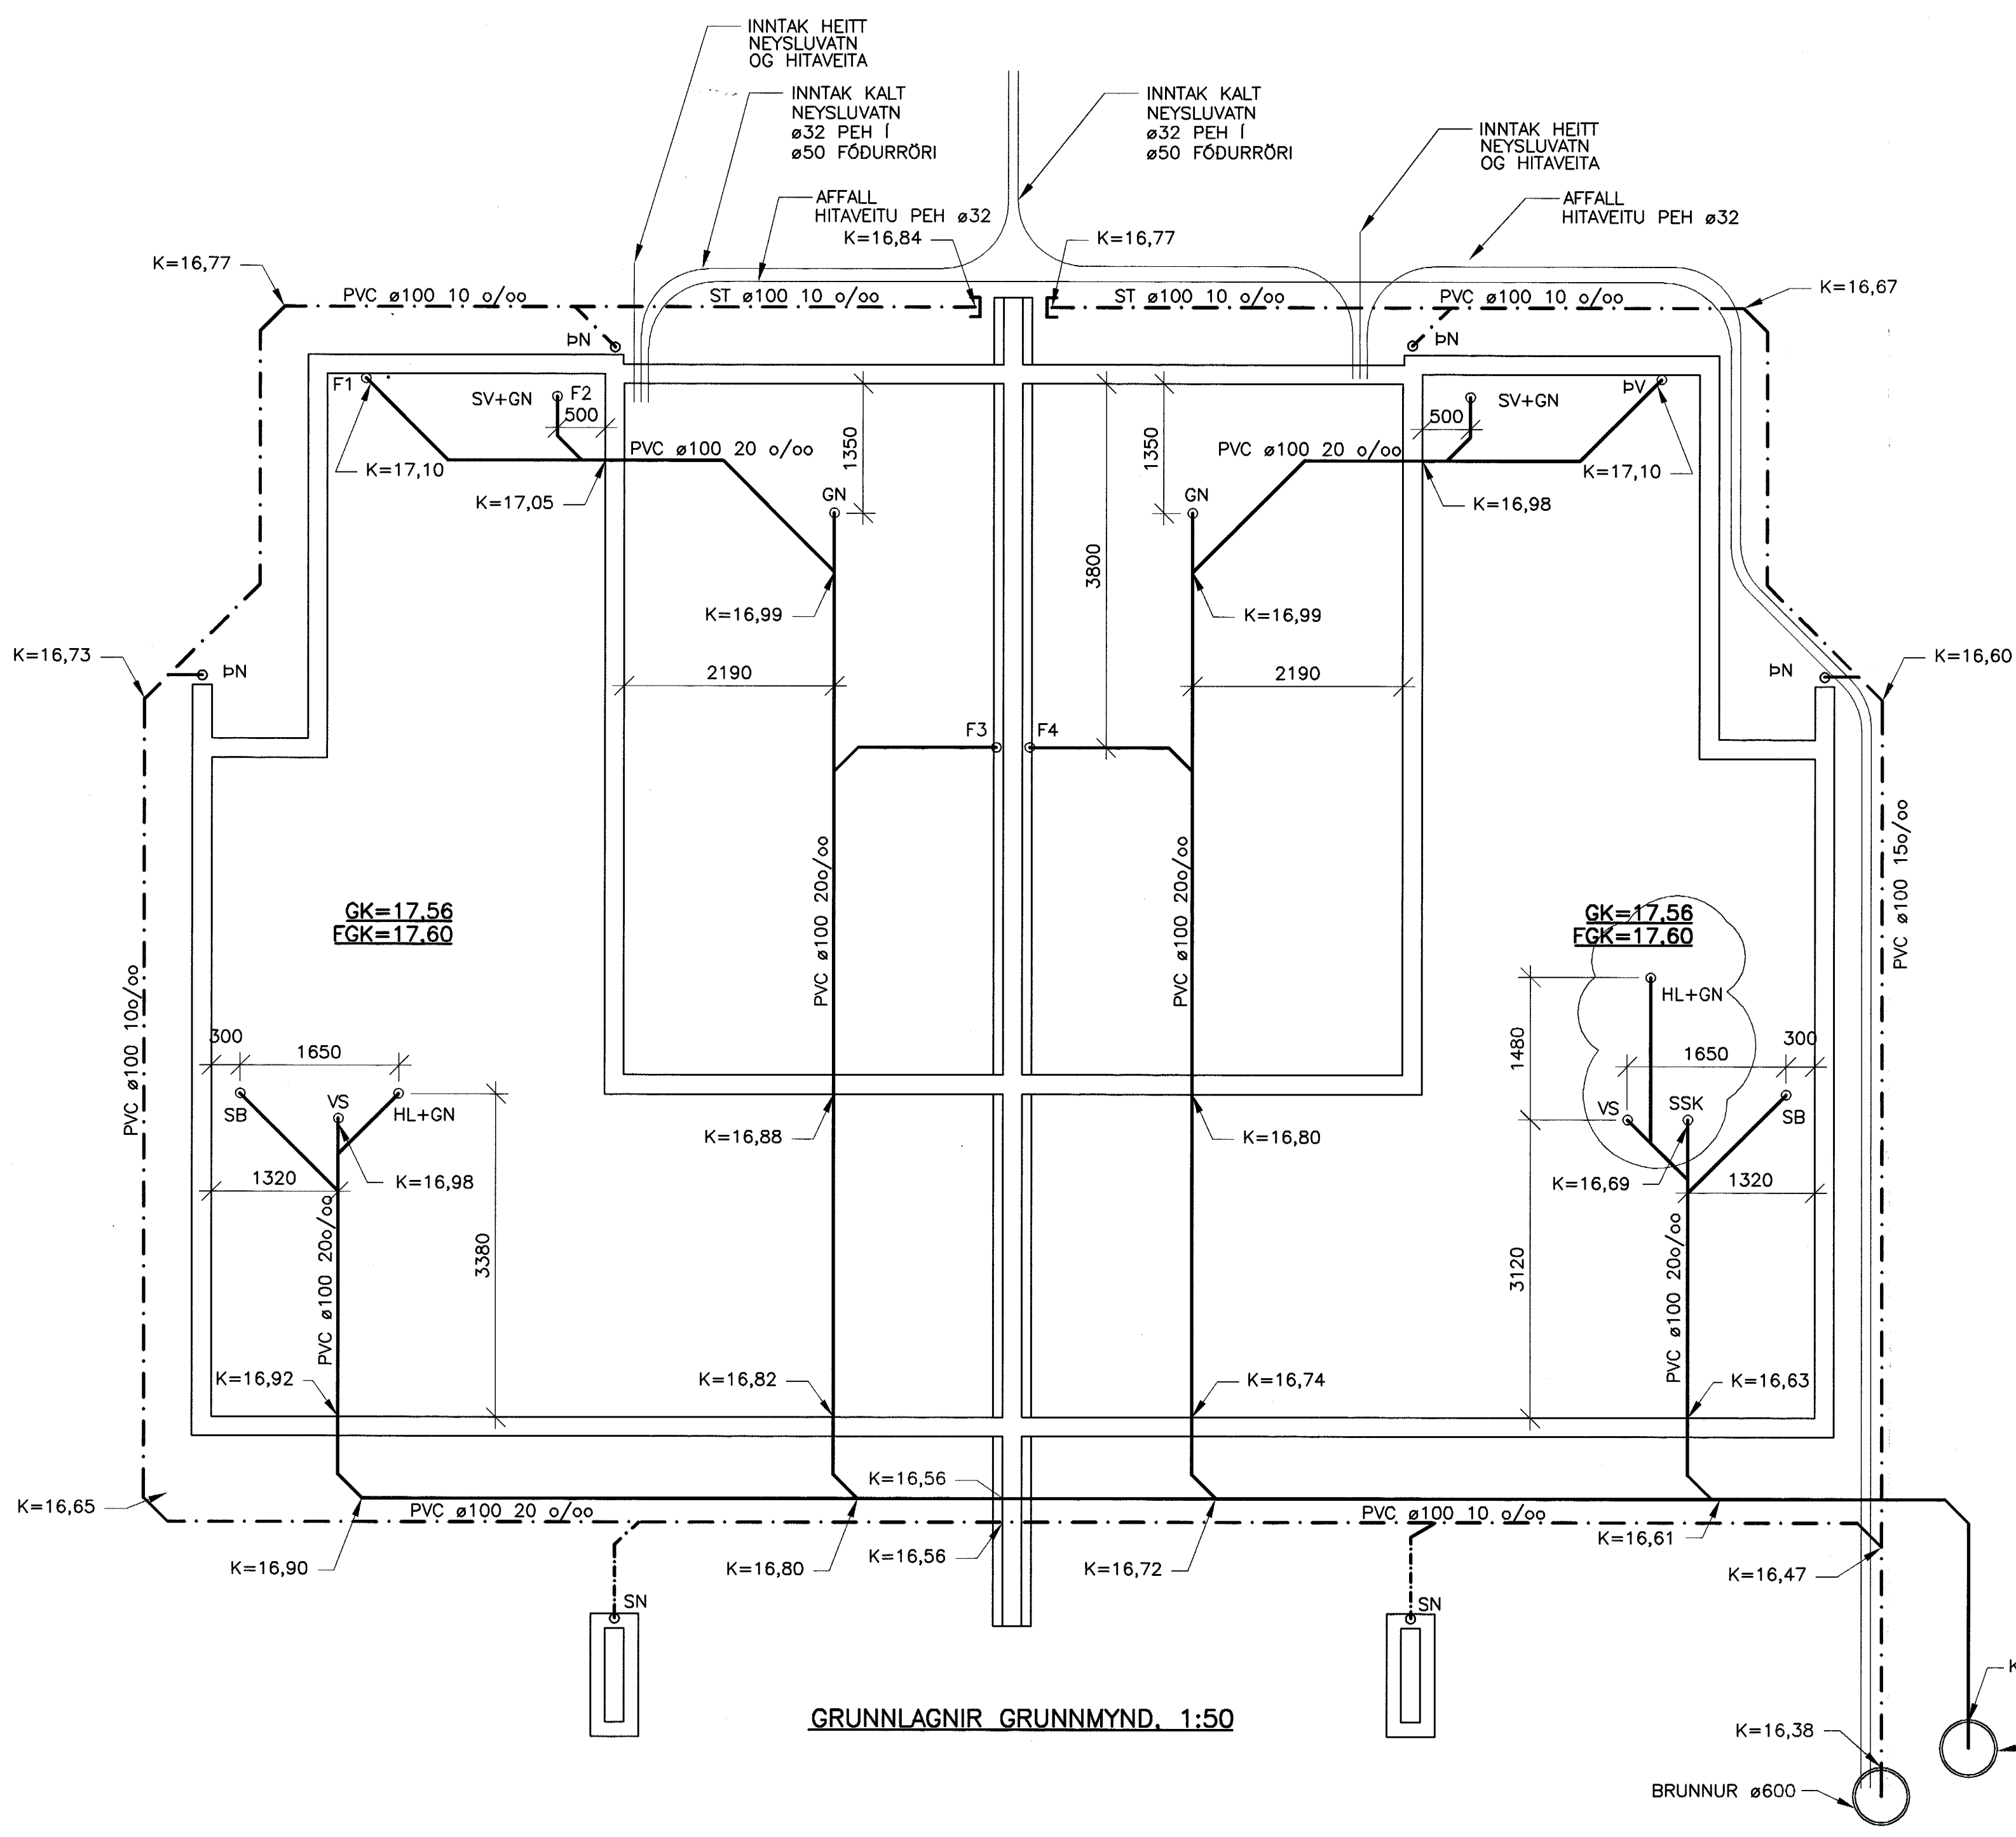 INNTAK HEITT
NEYSLUVATN
OG HITAVEITA
INNTAK KALT
NEYSLUVATN
ø32 PEH Í
ø50 FÓÐURRÖRI
INNTAK KALT
NEYSLUVATN
ø32 PEH Í
ø50 FÓÐURRÖRI
INNTAK HEITT
NEYSLUVATN
OG HITAVEITA
AFFALL
HITAVEITU PEH ø32
AFFALL
HITAVEITU PEH ø32
K=16,84
K=16,77
K=16,77
K=16,67
PVC ø100 10 o/oo
ST ø100 10 o/oo
ST ø100 10 o/oo
PVC ø100 10 o/oo
ÞN
ÞN
F1
SV+GN
F2
500
SV+GN
500
ÞV
K=17,10
PVC ø100 20 o/oo
1350
1350
PVC ø100 20 o/oo
K=17,10
K=17,05
GN
GN
K=16,98
3800
K=16,99
K=16,99
K=16,73
ÞN
2190
2190
ÞN
K=16,60
F3
F4
PVC ø100 20o/oo
PVC ø100 20o/oo
PVC ø100 15o/oo
GK=17,56
FGK=17,60
GK=17,56
FGK=17,60
PVC ø100 10o/oo
HL+GN
300
1650
1480
1650
300
SB
VS
HL+GN
VS
SSK
SB
K=16,88
K=16,80
1320
K=16,98
K=16,69
1320
PVC ø100 20o/oo
3380
3120
PVC ø100 20o/oo
K=16,92
K=16,82
K=16,74
K=16,63
K=16,65
K=16,56
PVC ø100 20 o/oo
PVC ø100 10 o/oo
K=16,90
K=16,80
K=16,56
K=16,72
K=16,61
K=16,47
SN
SN
K
GRUNNLAGNIR GRUNNMYND, 1:50
K=16,38
BRUNNUR ø600